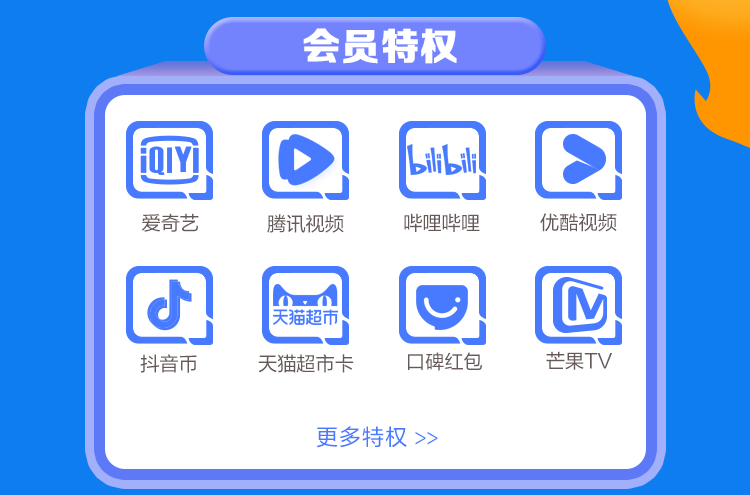 会员特权
iQIYI
bilibili
爱奇艺 腾讯视频 哔哩哔哩 优酷视频
天猫超市
抖音币 天猫超市卡 口碑红包 芒果TV
更多特权 >>